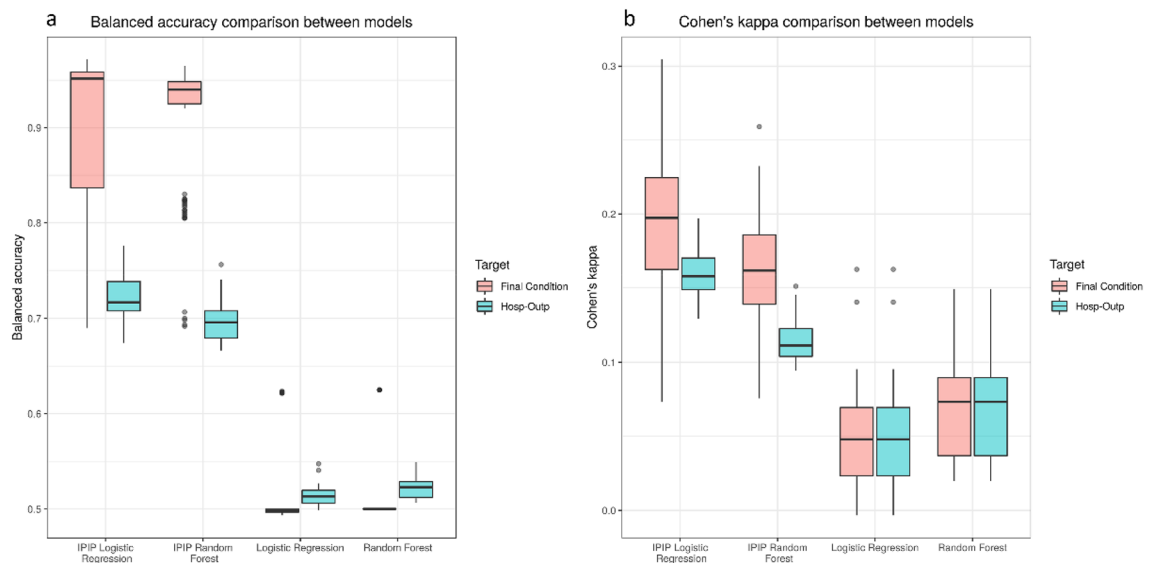 a
Balanced accuracy comparison between models
Balanced accuracy
0.9
0.8
0.7
0.6
0.5
IPIP Logistic
Regression
IPIP Random
Forest
Logistic Regression
Random Forest
Target
Final Condition
Hosp-Outp
b
Cohen's kappa comparison between models
Cohen's kappa
0.3
0.2
0.1
0.0
IPIP Logistic
Regression
IPIP Random
Forest
Logistic Regression
Random Forest
Target
Final Condition
Hosp-Outp